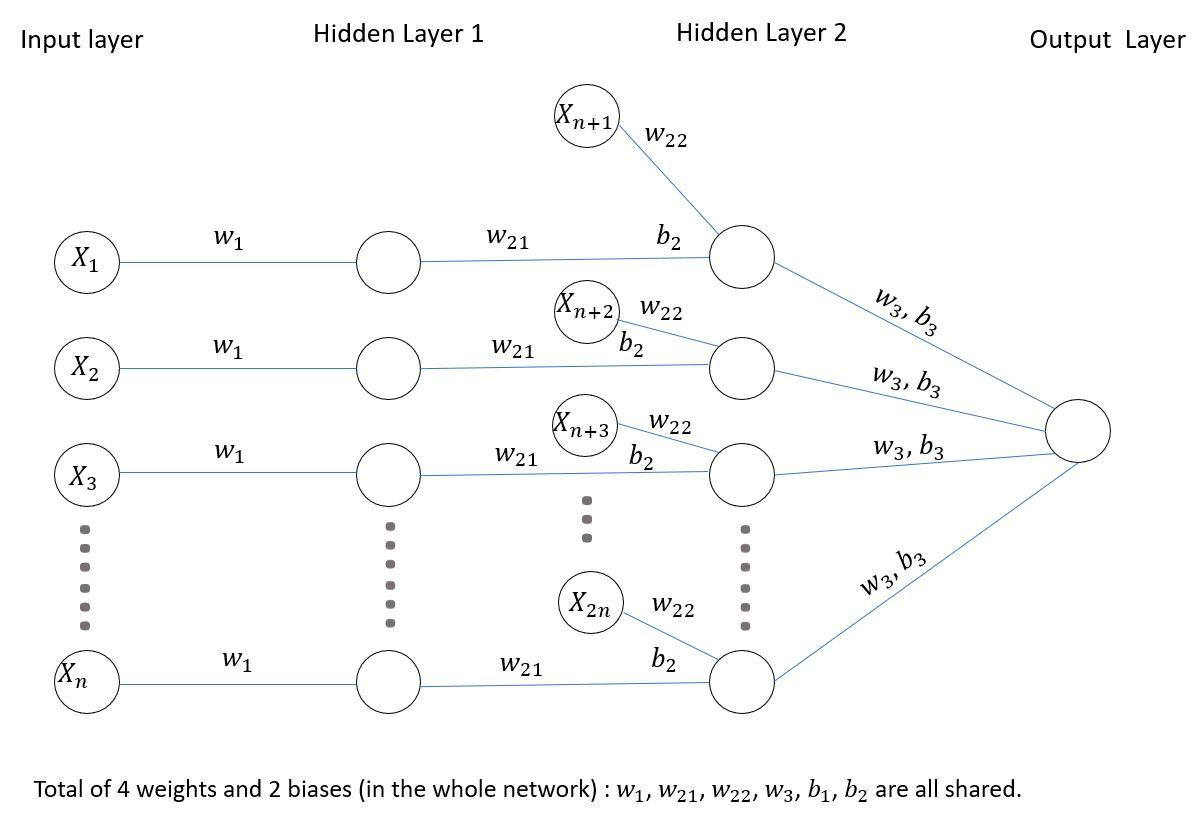 Input layer
Hidden Layer 1
Hidden Layer 2
Output Layer
X_{n+1}
w_{22}
X_1
w_1
w_{21}
b_2
w_3, b_3
X_{n+2}
w_{22}
X_2
w_1
w_{21}
b_2
w_3, b_3
X_{n+3}
w_{22}
X_3
w_1
w_{21}
b_2
w_3, b_3
X_{2n}
w_{22}
w_3, b_3
X_n
w_1
w_{21}
b_2
Total of 4 weights and 2 biases (in the whole network) : w_1, w_{21}, w_{22}, w_3, b_1, b_2 are all shared.